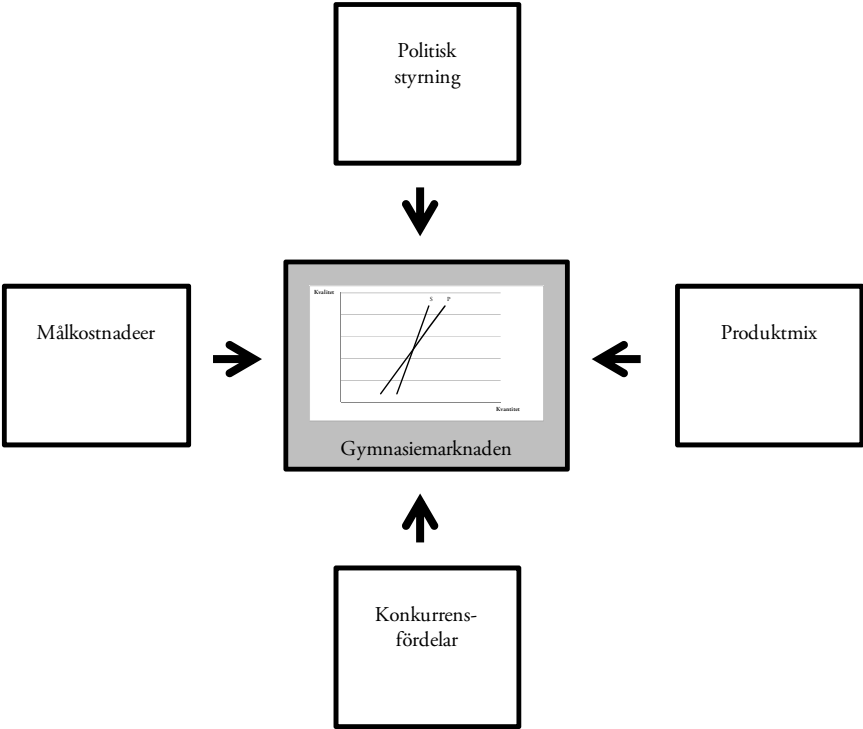 Politisk
styrning
Målkostnadeer
Kvalitet
S P
Kvantitet
Gymnasiemarknaden
Produktmix
Konkurrens-
fördelar